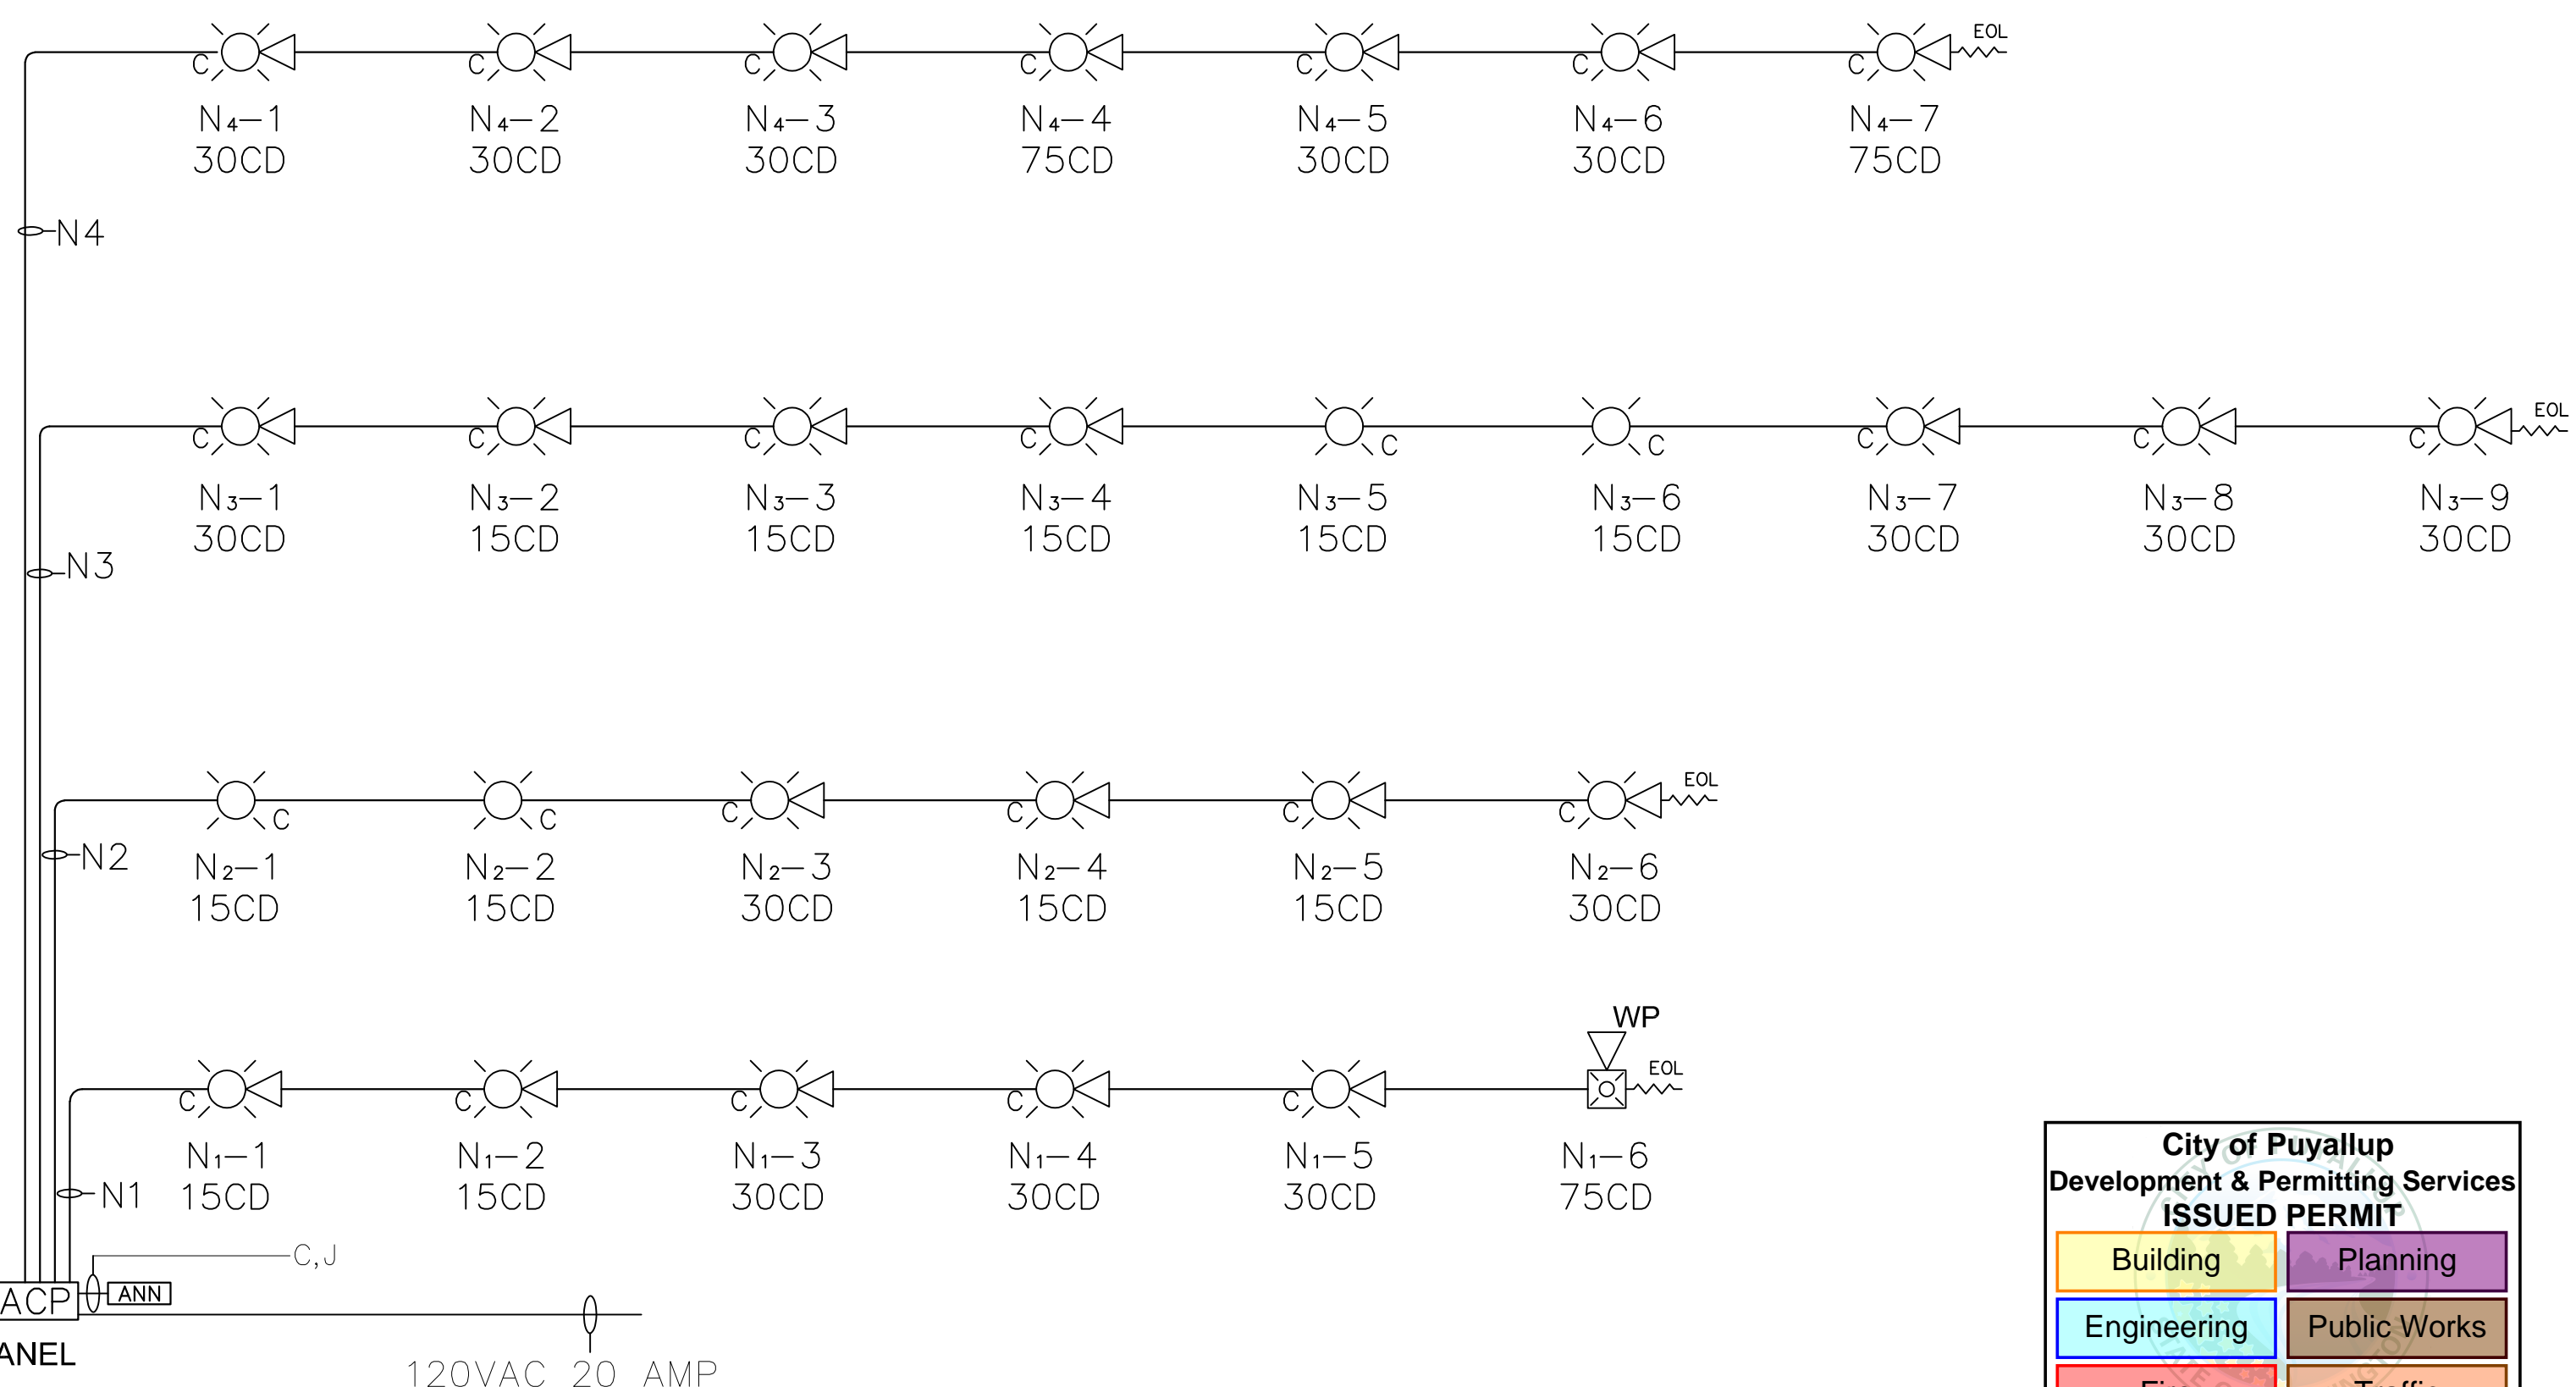 EOL
C C C C C C C
N4-1 N4-2 N4-3 N4-4 N4-5 N4-6 N4-7
30CD 30CD 30CD 75CD 30CD 30CD 75CD
N4
EOL
C C C C C C C C C
N3-1 N3-2 N3-3 N3-4 N3-5 N3-6 N3-7 N3-8 N3-9
30CD 15CD 15CD 15CD 15CD 15CD 30CD 30CD 30CD
N3
EOL
C C C C C C
N2
N2-1 N2-2 N2-3 N2-4 N2-5 N2-6
15CD 15CD 30CD 15CD 15CD 30CD
WP
EOL
C C C C C
N1-1 N1-2 N1-3 N1-4 N1-5 N1-6
N1 15CD 15CD 30CD 30CD 30CD 75CD
C,J
ACP ANN
ANEL
120VAC 20 AMP
City of Puyallup
Development & Permitting Services
ISSUED PERMIT
Building Planning
Engineering Public Works
Fire Traffic